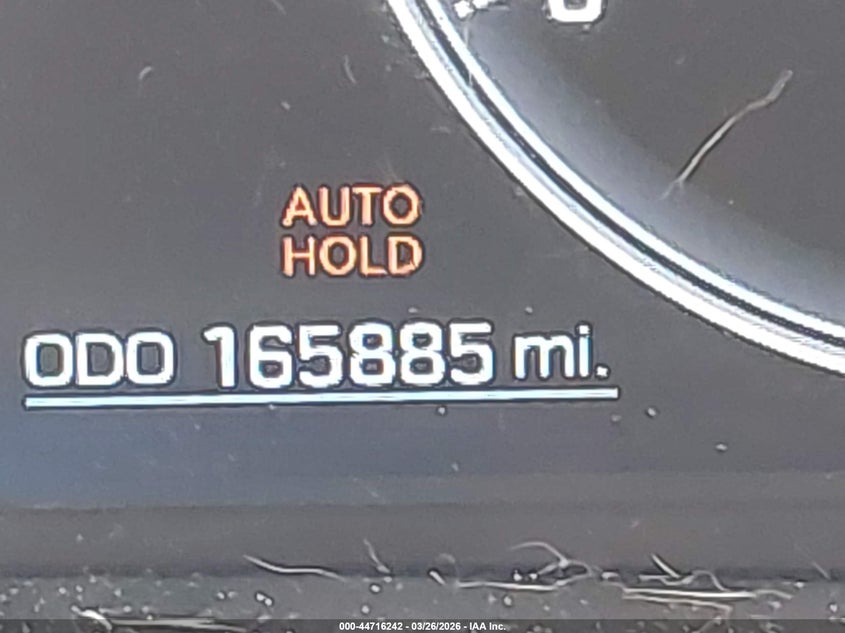 AUTO
HOLD
ODO 165885 mi.
000-44716242 - 03/26/2026 - IAA Inc.